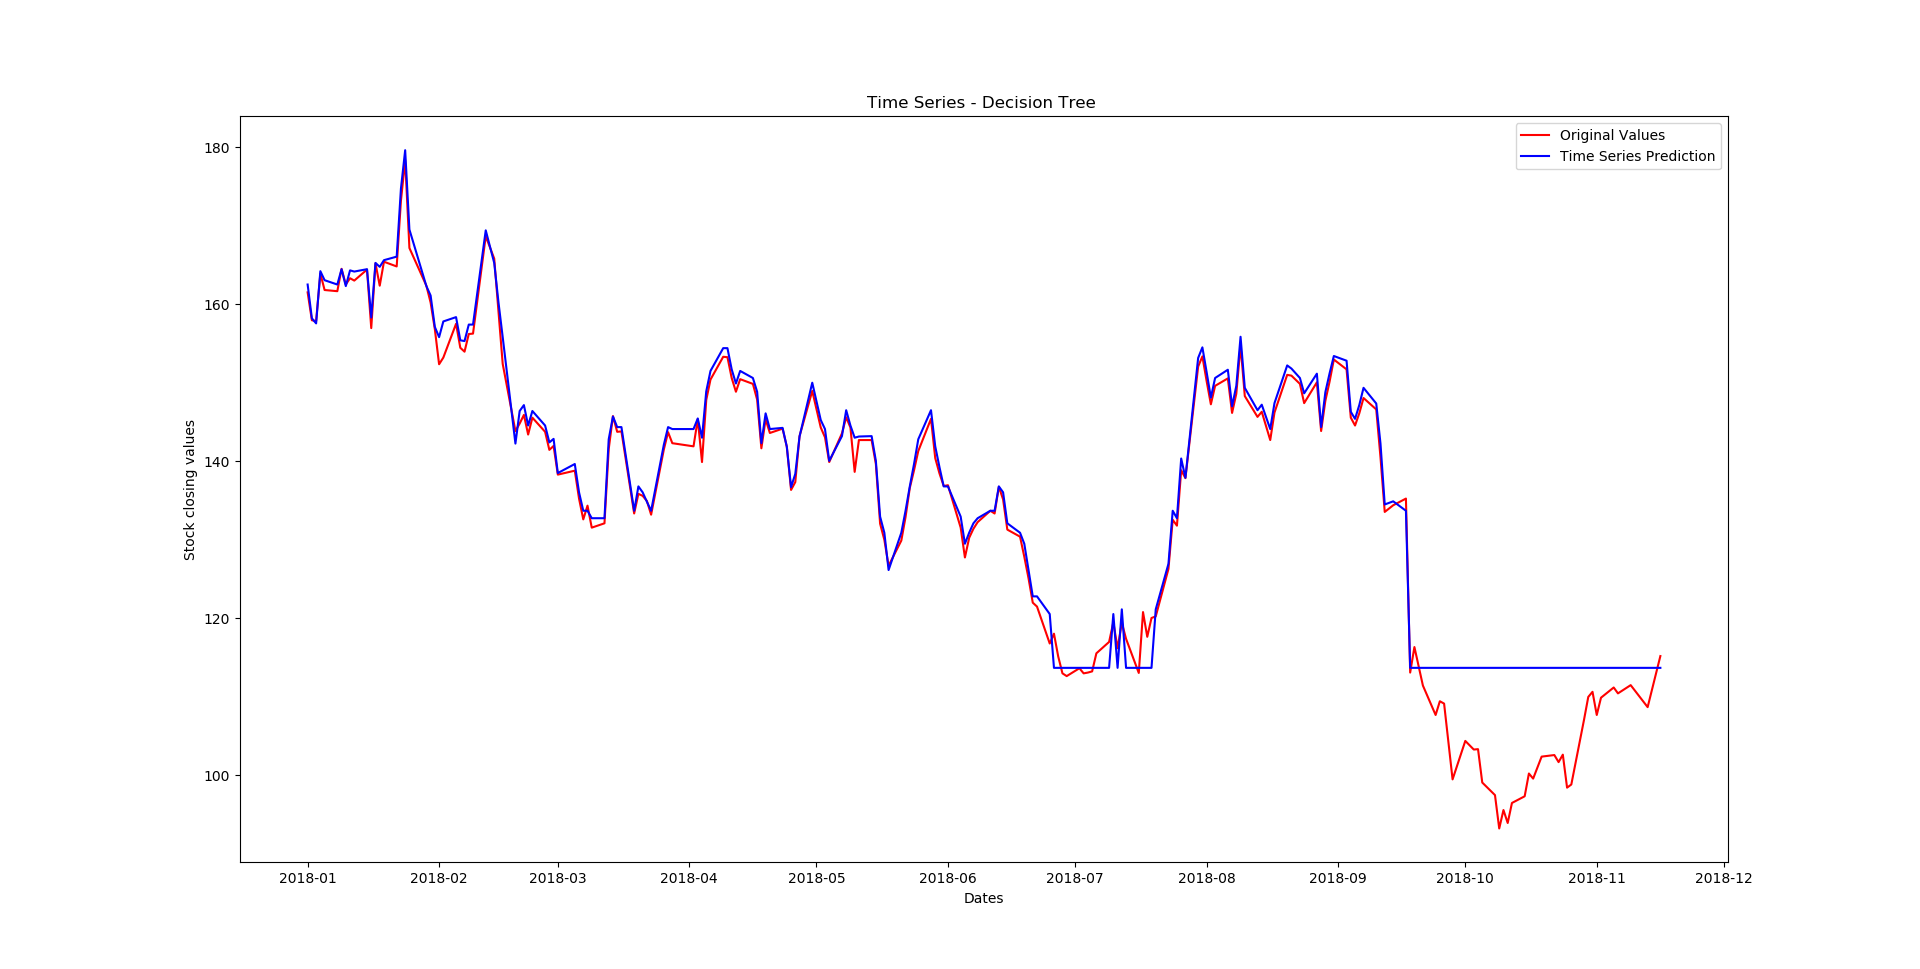 Time Series - Decision Tree
Original Values
Time Series Prediction
180
160
140
120
100
Stock closing values
2018-01 2018-02 2018-03 2018-04 2018-05 2018-06 2018-07 2018-08 2018-09 2018-10 2018-11 2018-12
Dates